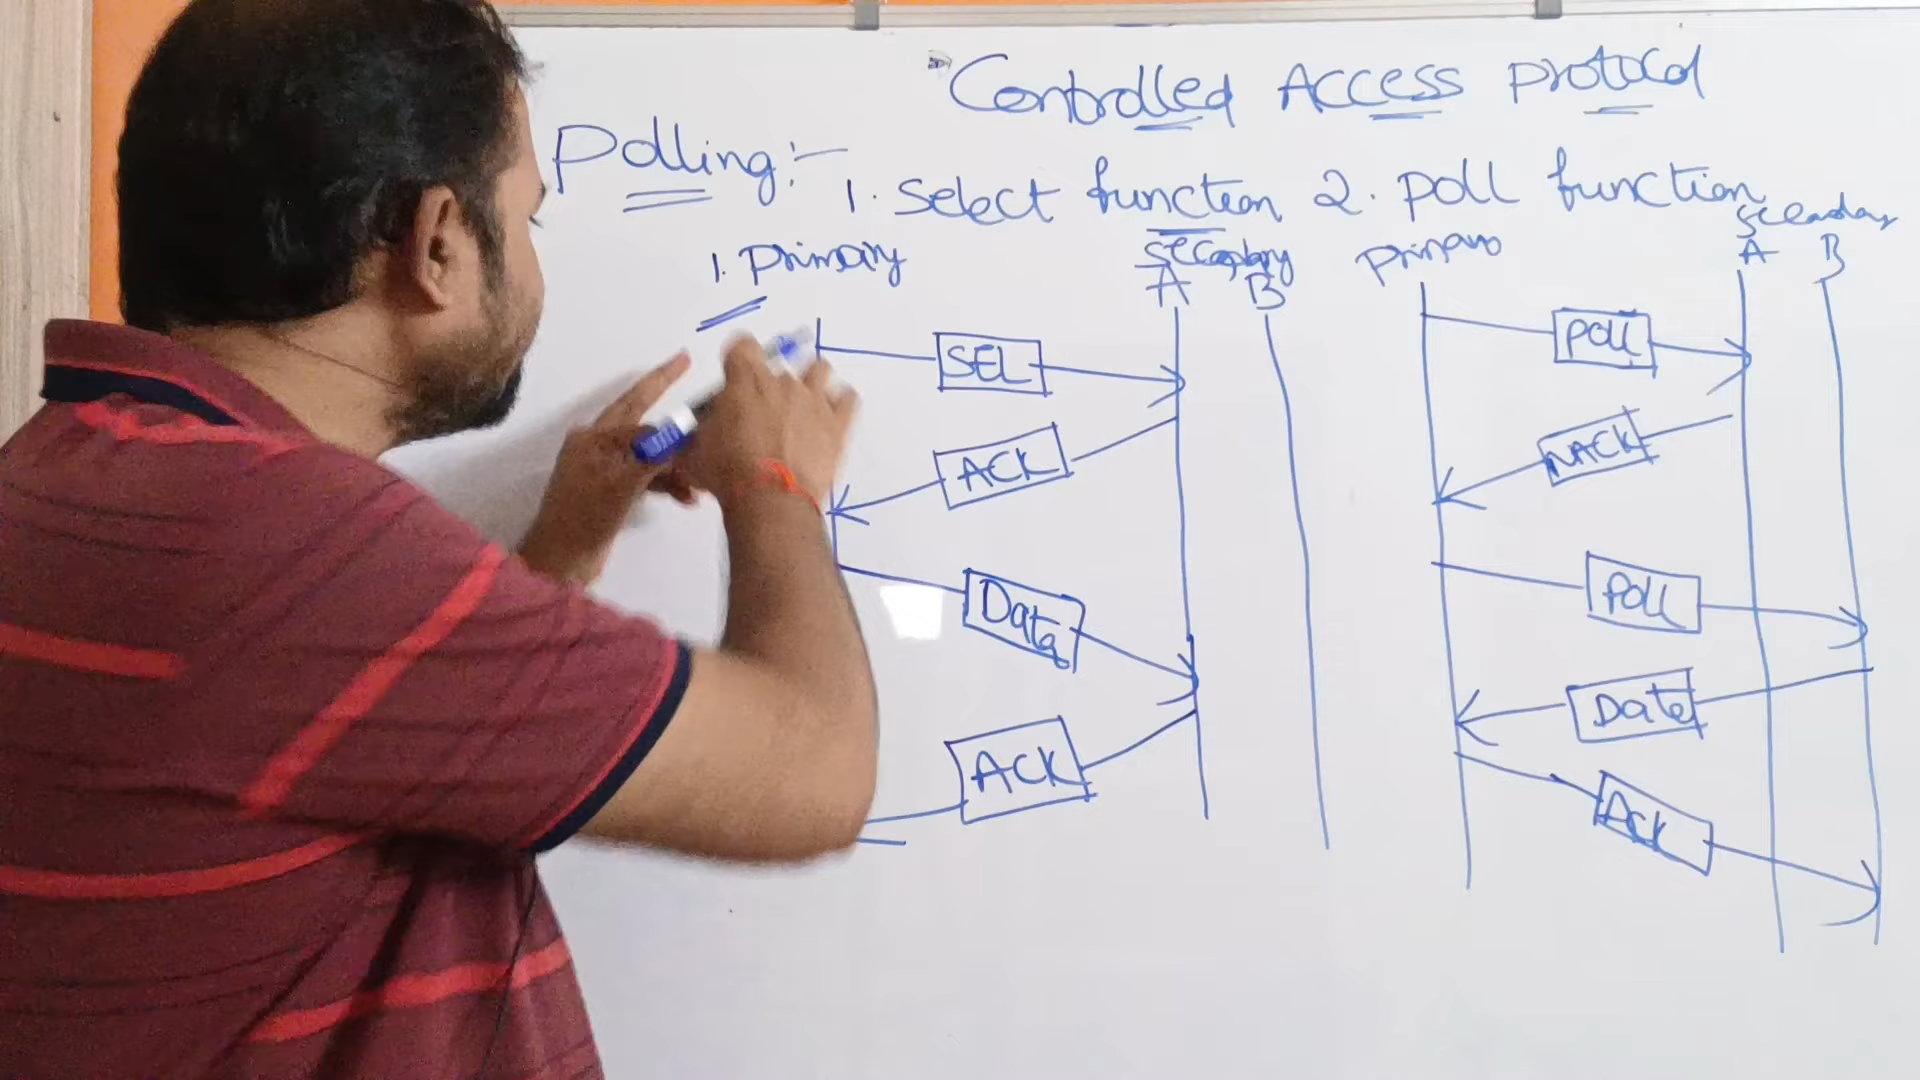 Controlled Access protocol
Polling:-
1. Select function 2. Poll function
1. Primary
Secondary
A B
SEL
ACK
Data
ACK
Primary
Secondary
A B
Poll
NACK
Poll
Data
Ack